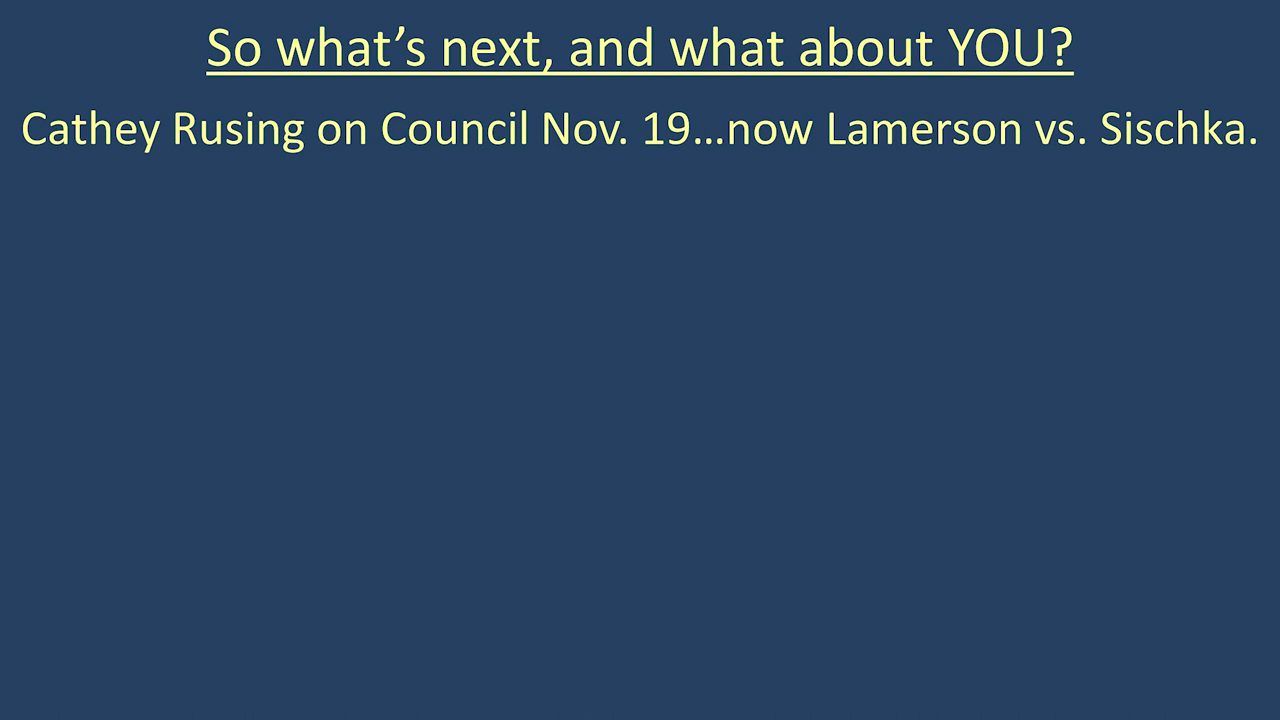 So what’s next, and what about YOU?
Cathey Rusing on Council Nov. 19…now Lamerson vs. Sischka.